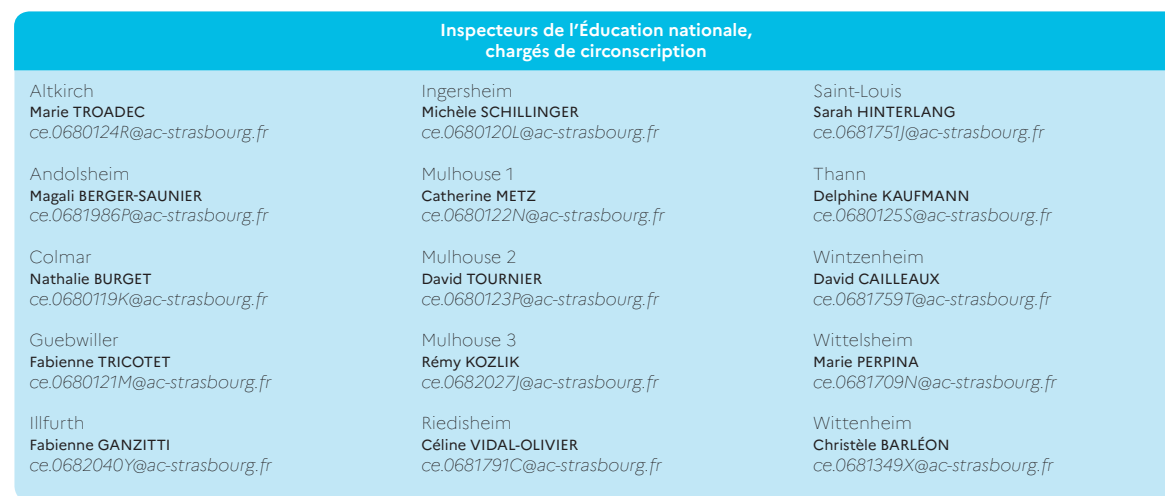 Inspecteurs de l'Éducation nationale,
chargés de circonscription
Altkirch
Marie TROADEC
ce.0680124R@ac-strasbourg.fr
Andolsheim
Magali BERGER-SAUNIER
ce.0681986P@ac-strasbourg.fr
Colmar
Nathalie BURGET
ce.0680119K@ac-strasbourg.fr
Guebwiller
Fabienne TRICOTET
ce.0680121M@ac-strasbourg.fr
Illfurth
Fabienne GANZITTI
ce.0682040Y@ac-strasbourg.fr
Ingersheim
Michèle SCHILLINGER
ce.0680120L@ac-strasbourg.fr
Mulhouse 1
Catherine METZ
ce.0680122N@ac-strasbourg.fr
Mulhouse 2
David TOURNIER
ce.0680123P@ac-strasbourg.fr
Mulhouse 3
Rémy KOZLIK
ce.0682027J@ac-strasbourg.fr
Riedisheim
Céline VIDAL-OLIVIER
ce.0681791C@ac-strasbourg.fr
Saint-Louis
Sarah HINTERLANG
ce.0681751J@ac-strasbourg.fr
Thann
Delphine KAUFMANN
ce.0680125S@ac-strasbourg.fr
Wintzenheim
David CAILLEAUX
ce.0681759T@ac-strasbourg.fr
Wittelsheim
Marie PERPINA
ce.0681709N@ac-strasbourg.fr
Wittenheim
Christèle BARLÉON
ce.0681349X@ac-strasbourg.fr